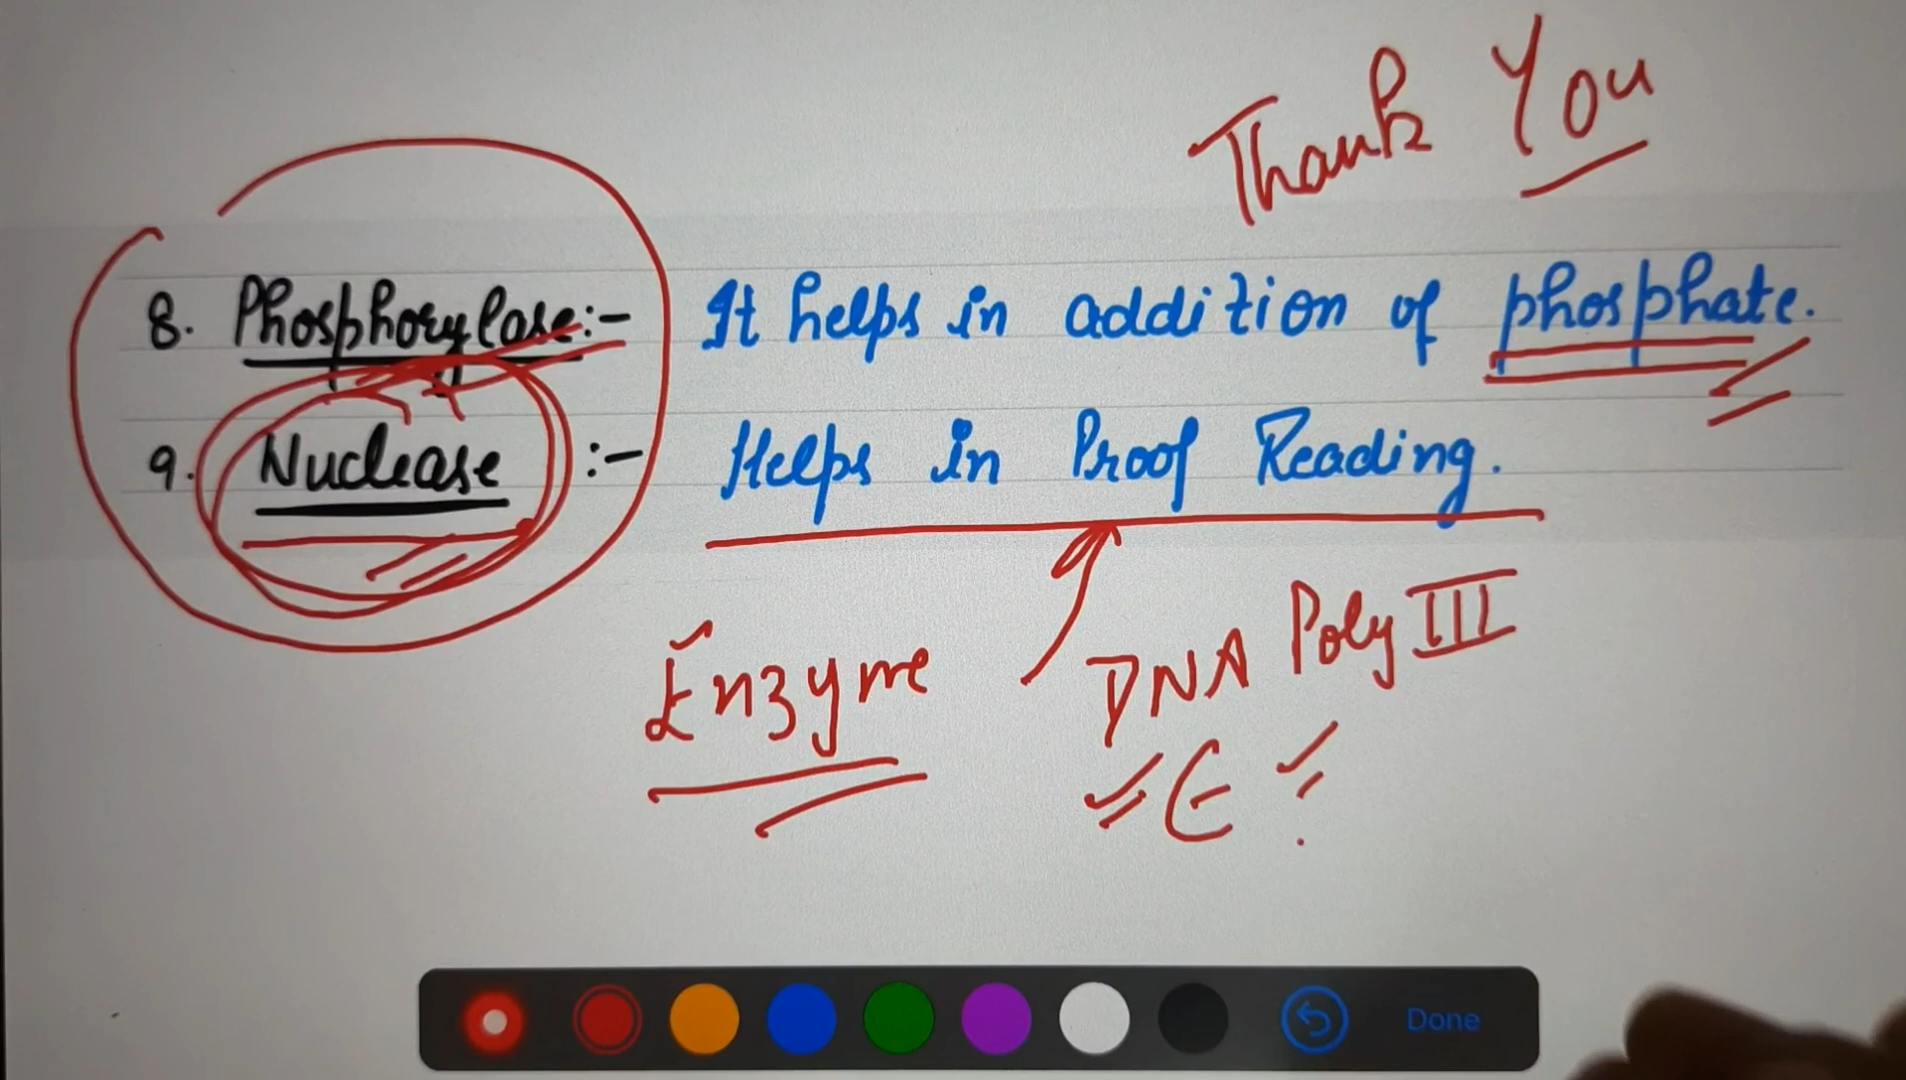 Thank You
8. Phosphorylase:- It helps in addition of phosphate.
9. Nuclease :- Helps in Proof Reading.
Enzyme DNA Poly III
E
Done